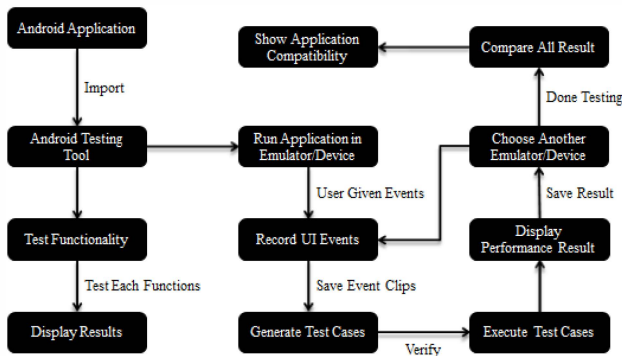 Android Application
Show Application
Compatibility
Compare All Result
Import
Done Testing
Android Testing
Tool
Run Application in
Emulator/Device
Choose Another
Emulator/Device
User Given Events
Save Result
Test Functionality
Record UI Events
Display
Performance Result
Test Each Functions
Save Event Clips
Display Results
Generate Test Cases
Verify
Execute Test Cases